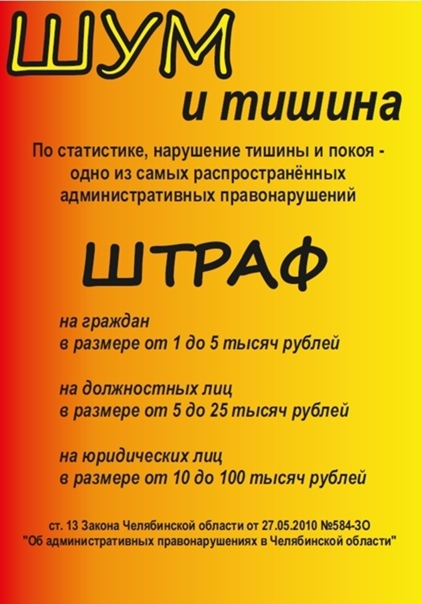 ШУМ
и тишина
По статистике, нарушение тишины и покоя -
одно из самых распространённых
административных правонарушений
ШТРАФ
на граждан
в размере от 1 до 5 тысяч рублей
на должностных лиц
в размере от 5 до 25 тысяч рублей
на юридических лиц
в размере от 10 до 100 тысяч рублей
ст. 13 Закона Челябинской области от 27.05.2010 №584-ЗО
"Об административных правонарушениях в Челябинской области"